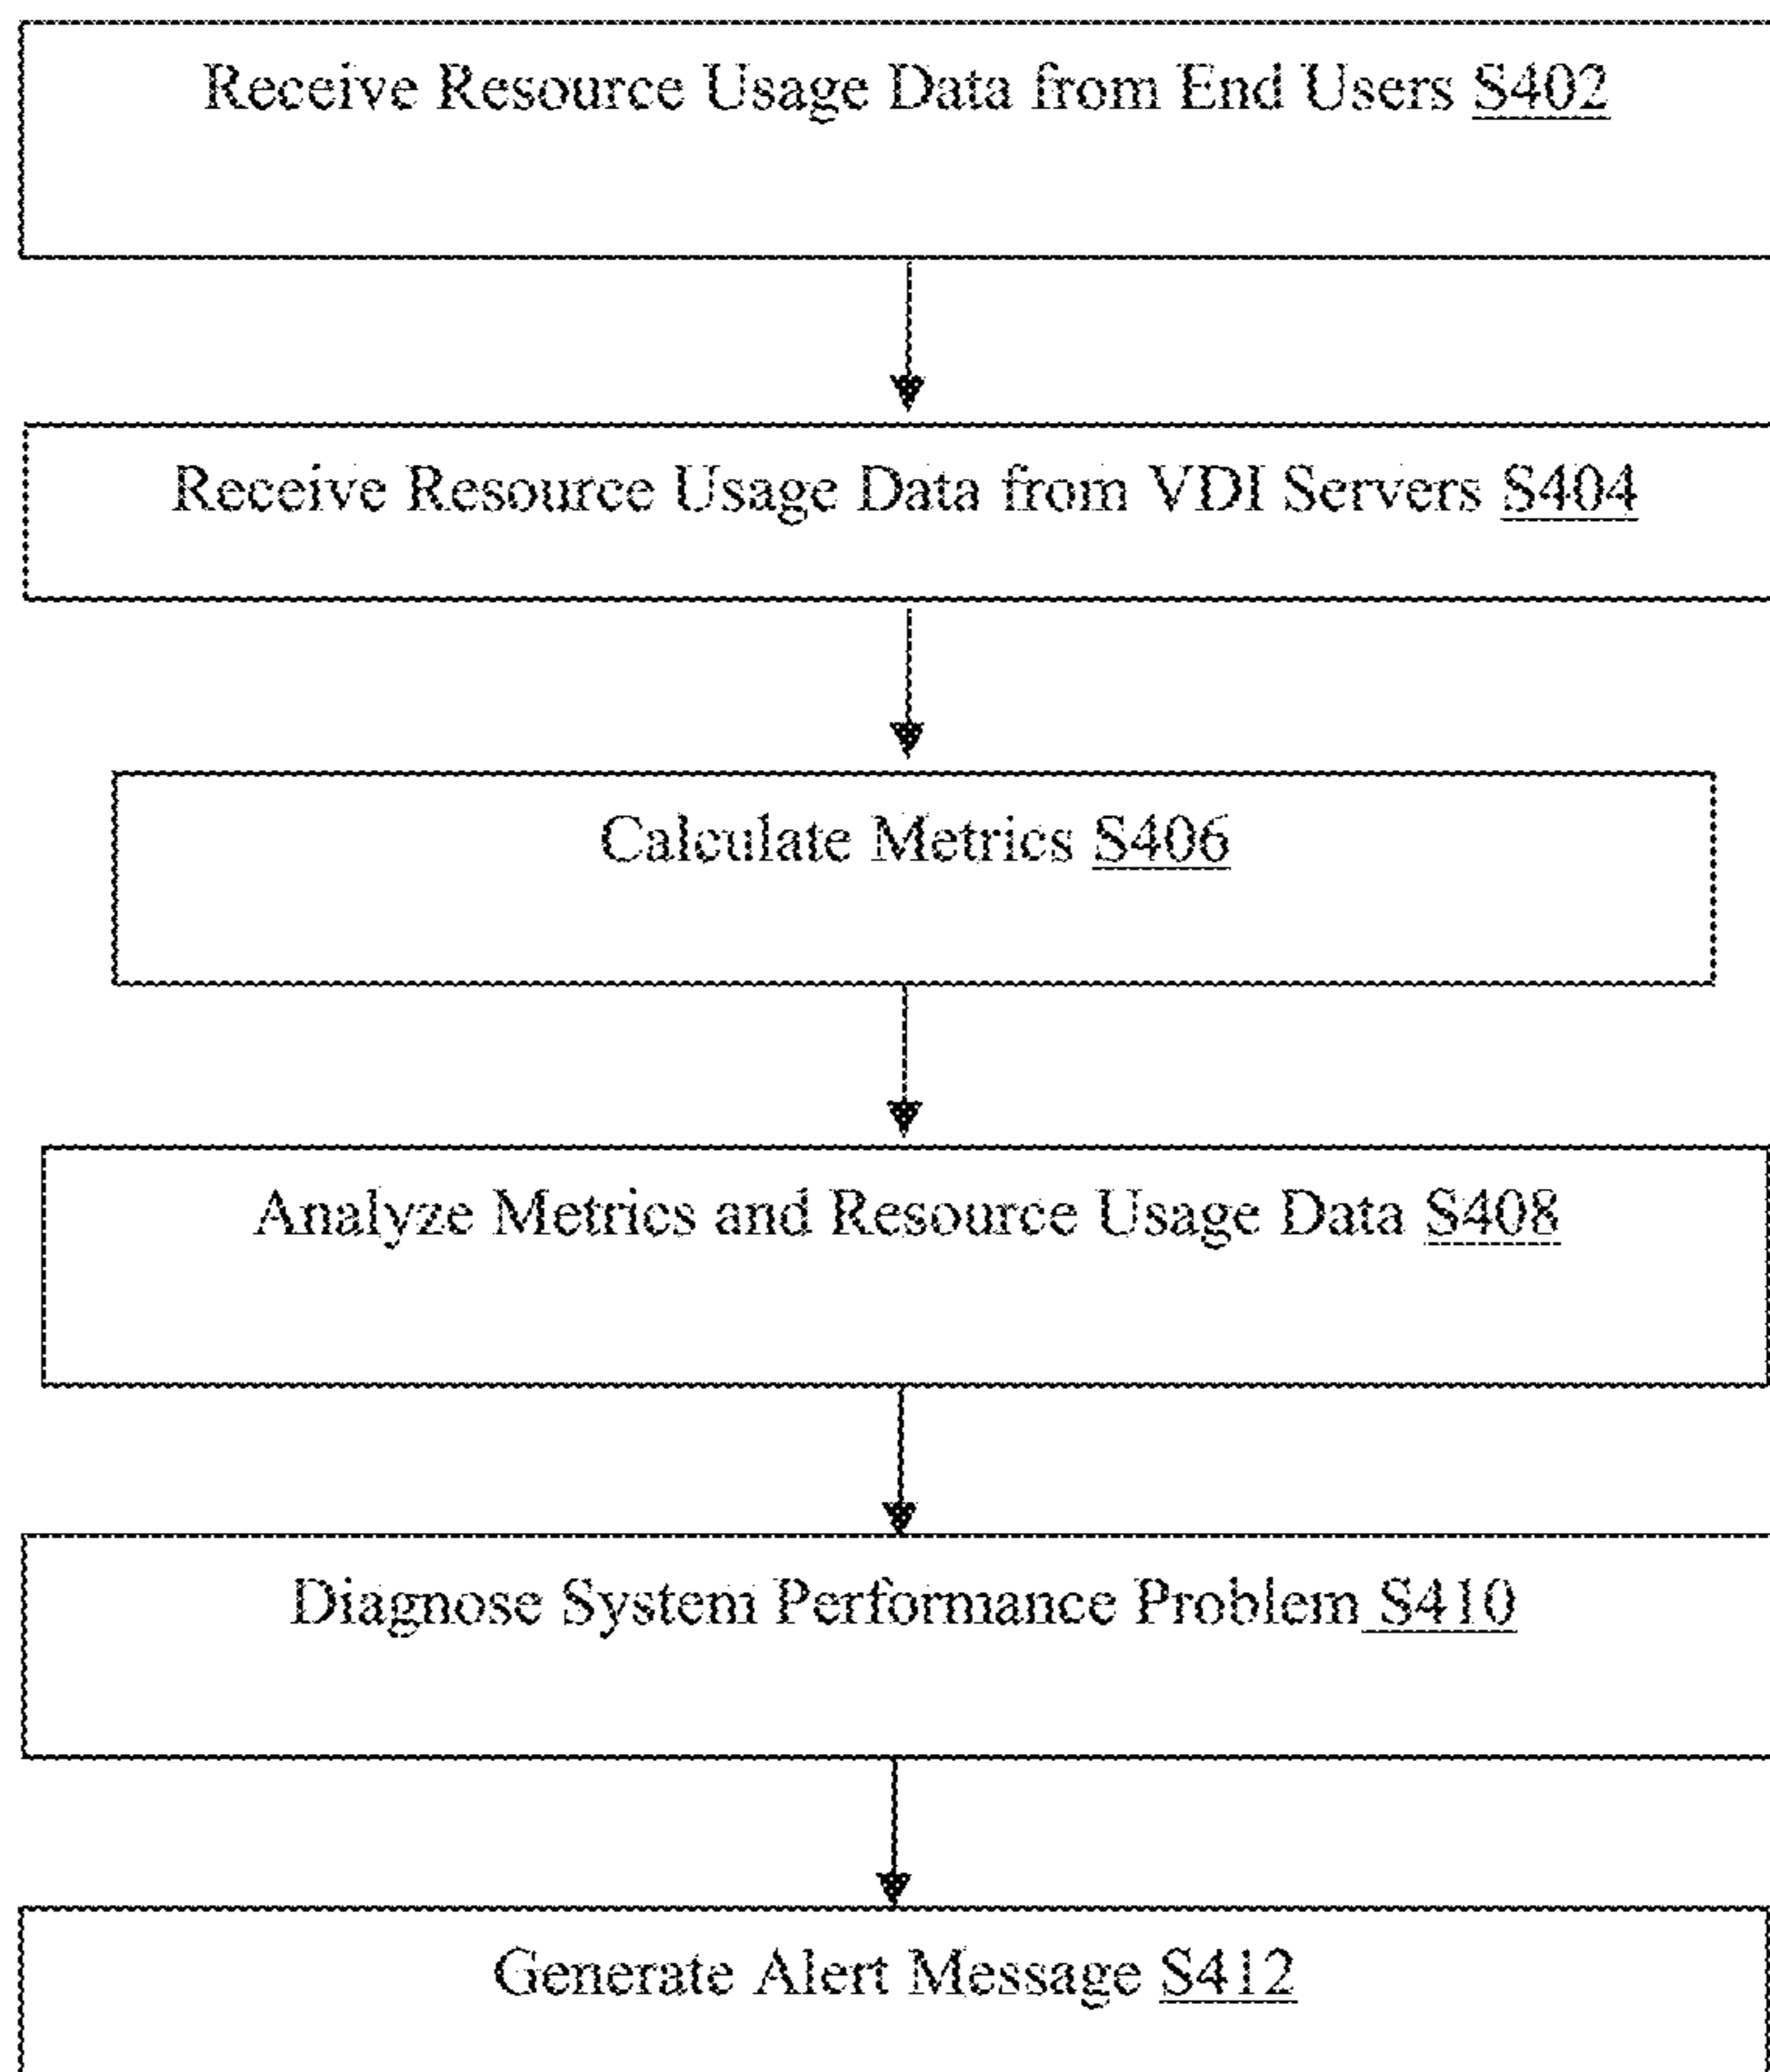 Receive Resource Usage Data from End Users S402
Receive Resource Usage Data from VDI Servers S404
Calculate Metrics S406
Analyze Metrics and Resource Usage Data S408
Diagnose System Performance Problem S410
Generate Alert Message S412